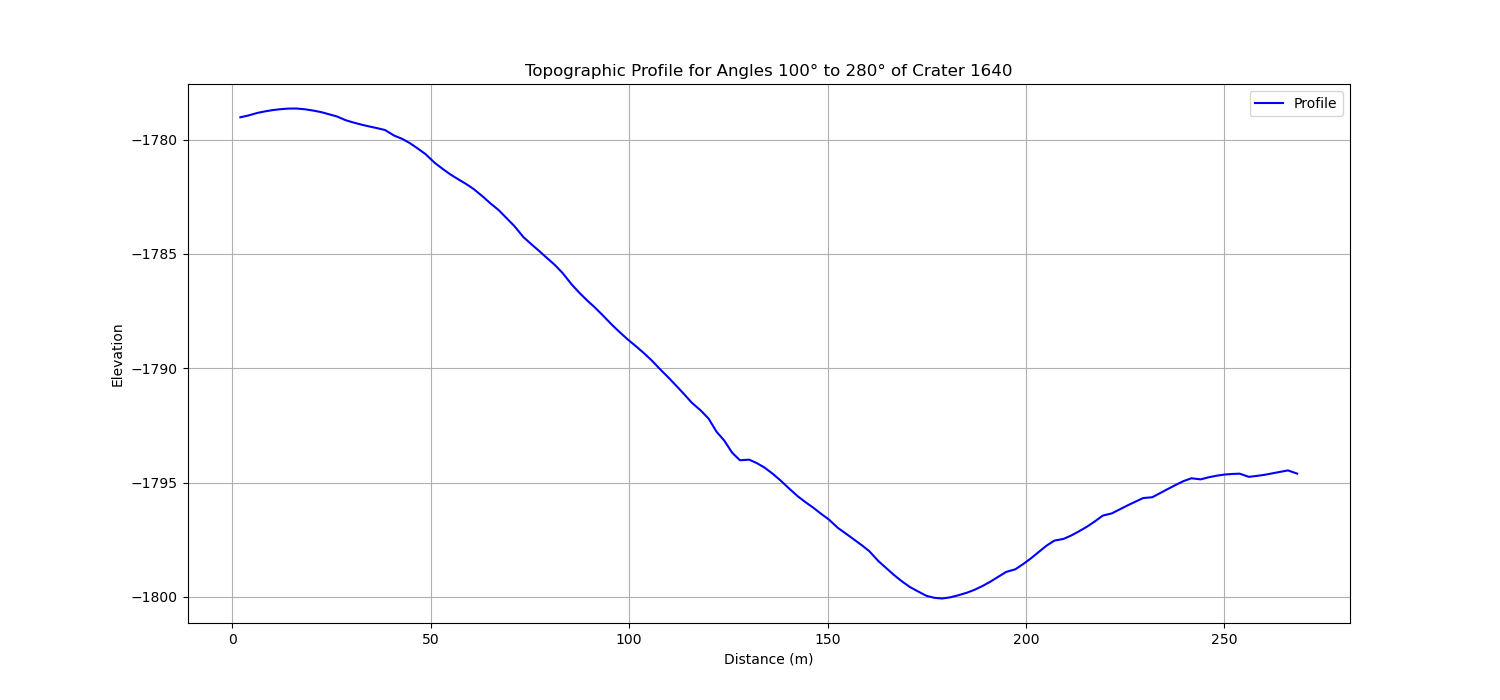 Topographic Profile for Angles 100° to 280° of Crater 1640
Profile
Elevation
−1780
−1785
−1790
−1795
−1800
0 50 100 150 200 250
Distance (m)